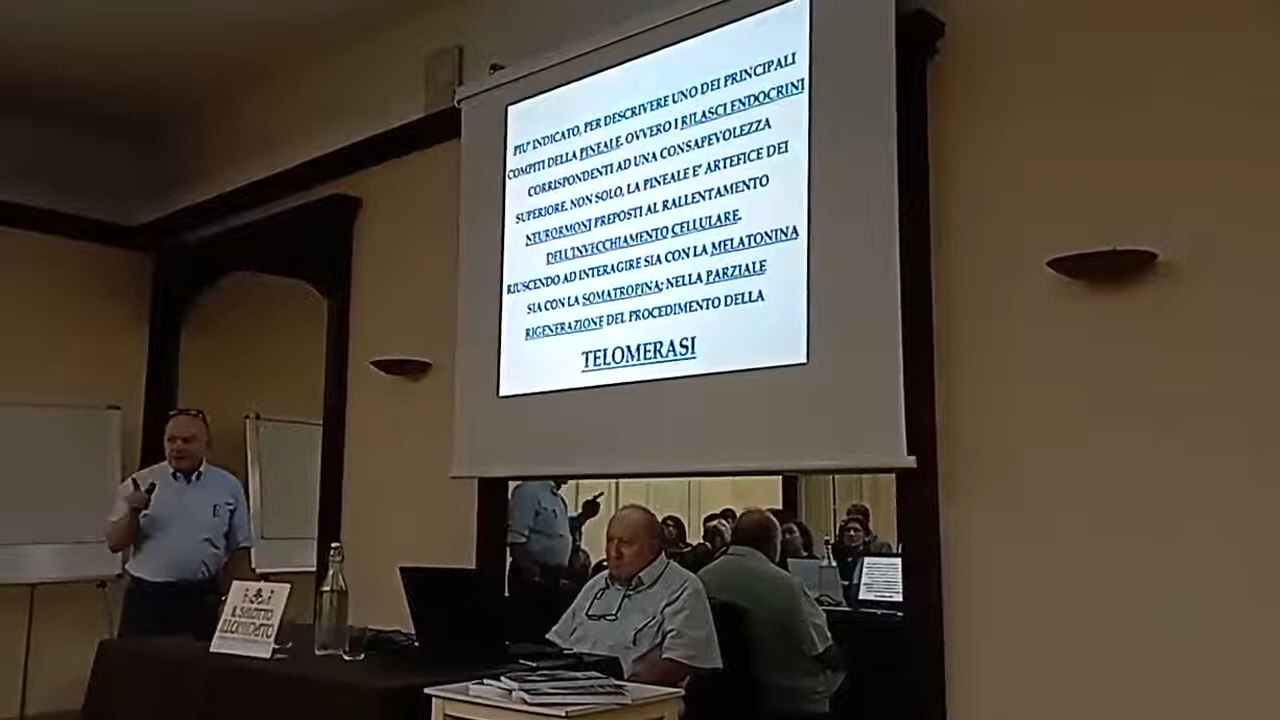 PIU' INDICATO, PER DESCRIVERE UNO DEI PRINCIPALI
COMPITI DELLA PINEALE, OVVERO I RILASCI ENDOCRINI
CORRISPONDENTI AD UNA CONSAPEVOLEZZA
SUPERIORE. NON SOLO, LA PINEALE E' ARTEFICE DEI
NEURORMONI PREPOSTI AL RALLENTAMENTO
DELL'INVECCHIAMENTO CELLULARE.
RIUSCENDO AD INTERAGIRE SIA CON LA MELATONINA
SIA CON LA SOMATROPINA; NELLA PARZIALE
RIGENERAZIONE DEL PROCEDIMENTO DELLA
TELOMERASI
IL SALOTTO